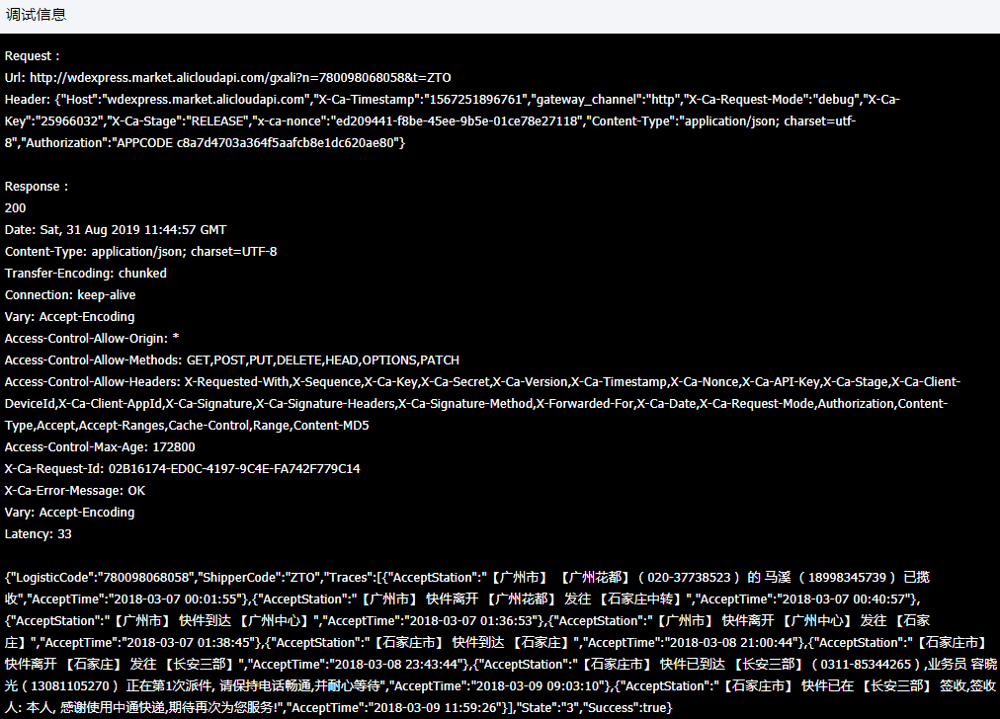 调试信息
Request :
Url: http://wdexpress.market.alicloudapi.com/gxali?n=780098068058&t=ZTO
Header: {"Host":"wdexpress.market.alicloudapi.com","X-Ca-Timestamp":"1567251896761","gateway_channel":"http","X-Ca-Request-Mode":"debug","X-Ca-
Key":"25966032","X-Ca-Stage":"RELEASE","x-ca-nonce":"ed209441-f8be-45ee-9b5e-01ce78e27118","Content-Type":"application/json; charset=utf-
8","Authorization":"APPCODE c8a7d4703a364f5aafcb8e1dc620ae80"}
Response :
200
Date: Sat, 31 Aug 2019 11:44:57 GMT
Content-Type: application/json; charset=UTF-8
Transfer-Encoding: chunked
Connection: keep-alive
Vary: Accept-Encoding
Access-Control-Allow-Origin: *
Access-Control-Allow-Methods: GET,POST,PUT,DELETE,HEAD,OPTIONS,PATCH
Access-Control-Allow-Headers: X-Requested-With,X-Sequence,X-Ca-Key,X-Ca-Secret,X-Ca-Version,X-Ca-Timestamp,X-Ca-Nonce,X-Ca-API-Key,X-Ca-Stage,X-Ca-Client-
DeviceId,X-Ca-Client-AppId,X-Ca-Signature,X-Ca-Signature-Headers,X-Ca-Signature-Method,X-Forwarded-For,X-Ca-Date,X-Ca-Request-Mode,Authorization,Content-
Type,Accept,Accept-Ranges,Cache-Control,Range,Content-MD5
Access-Control-Max-Age: 172800
X-Ca-Request-Id: 02B16174-ED0C-4197-9C4E-FA742F779C14
X-Ca-Error-Message: OK
Vary: Accept-Encoding
Latency: 33
{"LogisticCode":"780098068058","ShipperCode":"ZTO","Traces":[{"AcceptStation":"【广州市】 【广州花都】（020-37738523 ） 的 马溪 （ 18998345739 ） 已揽
收","AcceptTime":"2018-03-07 00:01:55"},{"AcceptStation":"【广州市】 快件离开 【广州花都】 发往 【石家庄中转】","AcceptTime":"2018-03-07 00:40:57"},
{"AcceptStation":"【广州市】 快件到达 【广州中心】","AcceptTime":"2018-03-07 01:36:53"},{"AcceptStation":"【广州市】 快件离开 【广州中心】 发往 【石家
庄】","AcceptTime":"2018-03-07 01:38:45"},{"AcceptStation":"【石家庄市】 快件到达 【石家庄】","AcceptTime":"2018-03-08 21:00:44"},{"AcceptStation":"【石家庄市】
快件离开 【石家庄】 发往 【长安三部】","AcceptTime":"2018-03-08 23:43:44"},{"AcceptStation":"【石家庄市】 快件已到达 【长安三部】（ 0311-85344265 ）,业务员 容晓
光（ 13081105270 ） 正在第1次派件, 请保持电话畅通,并耐心等待","AcceptTime":"2018-03-09 09:03:10"},{"AcceptStation":"【石家庄市】 快件已在 【长安三部】 签收,签收
人: 本人, 感谢使用中通快递,期待再次为您服务!","AcceptTime":"2018-03-09 11:59:26"}],"State":"3","Success":true}